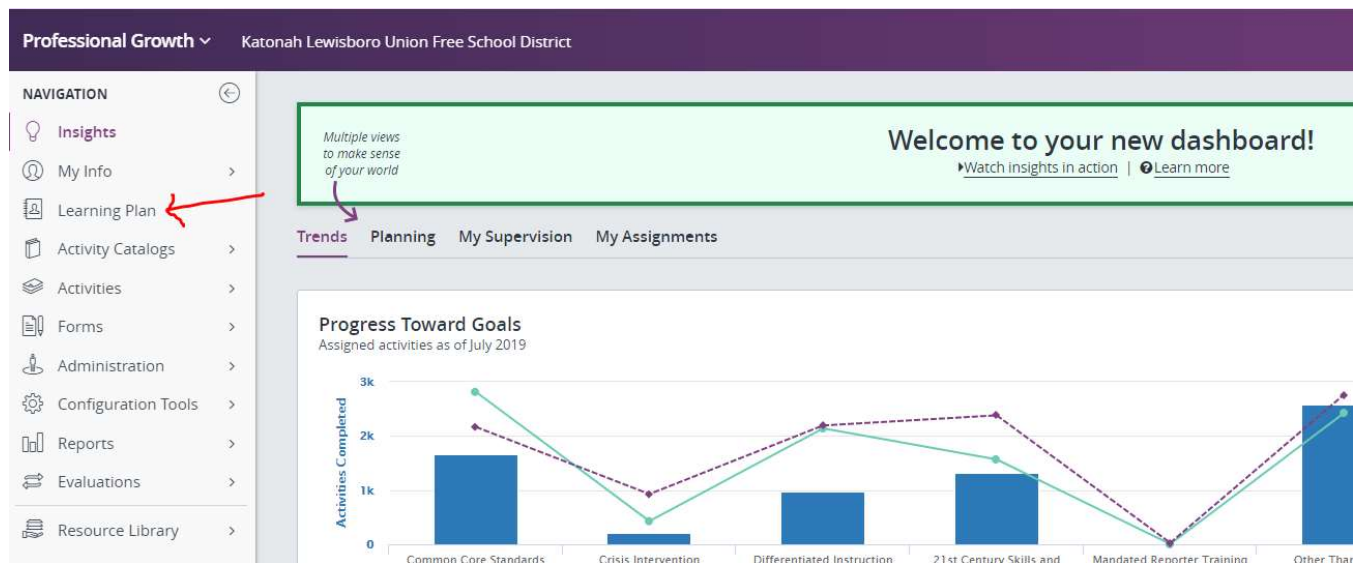 Professional Growth
Katonah Lewisboro Union Free School District
NAVIGATION
Insights
My Info
Learning Plan
Activity Catalogs
Activities
Forms
Administration
Configuration Tools
Reports
Evaluations
Resource Library
Multiple views
to make sense
of your world
Welcome to your new dashboard!
Watch insights in action | Learn more
Trends Planning My Supervision My Assignments
Progress Toward Goals
Assigned activities as of July 2019
Activities Completed
3k
2k
1k
0
Common Core Standards
Crisis Intervention
Differentiated Instruction
21st Century Skills and
Mandated Reporter Training
Other Than